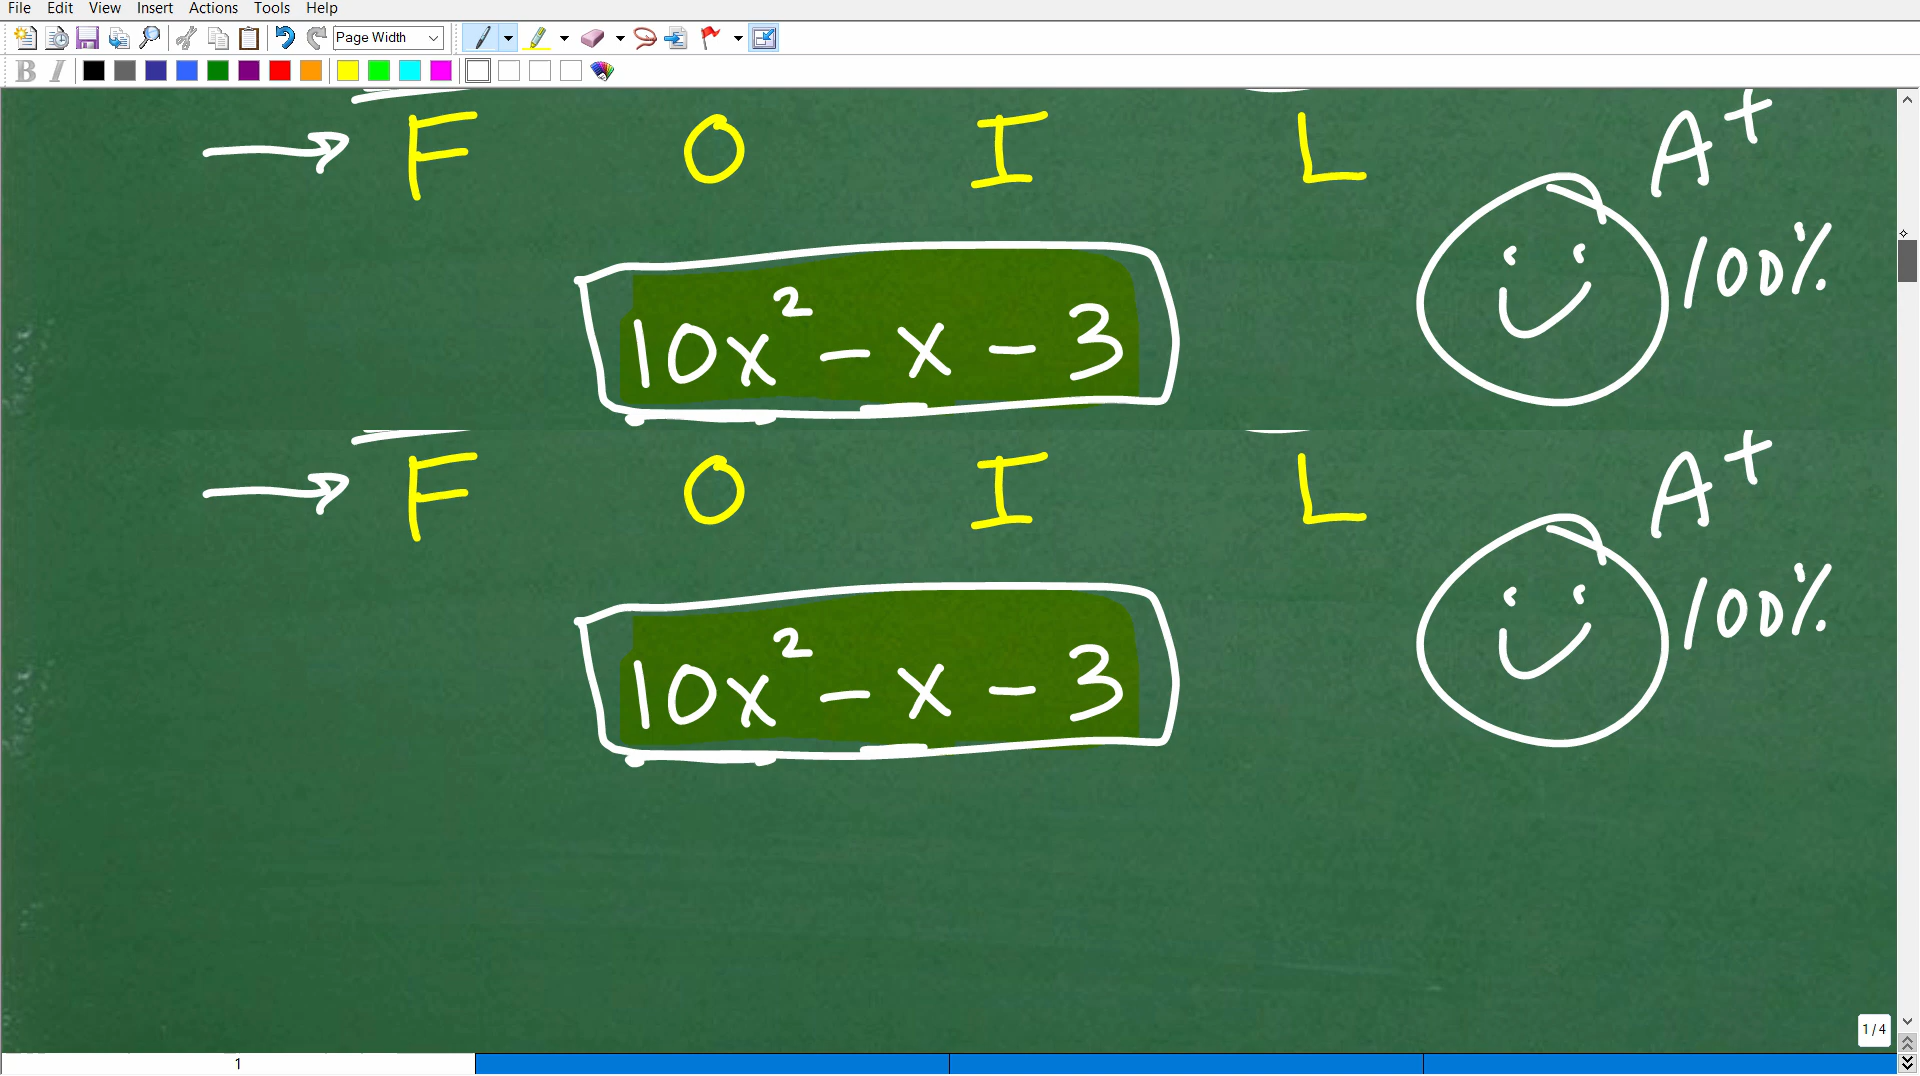 File Edit View Insert Actions Tools Help
Page Width
B I
A+
F O I L
100%
10x² - x - 3
A+
F O I L
100%
10x² - x - 3
1 / 4
1